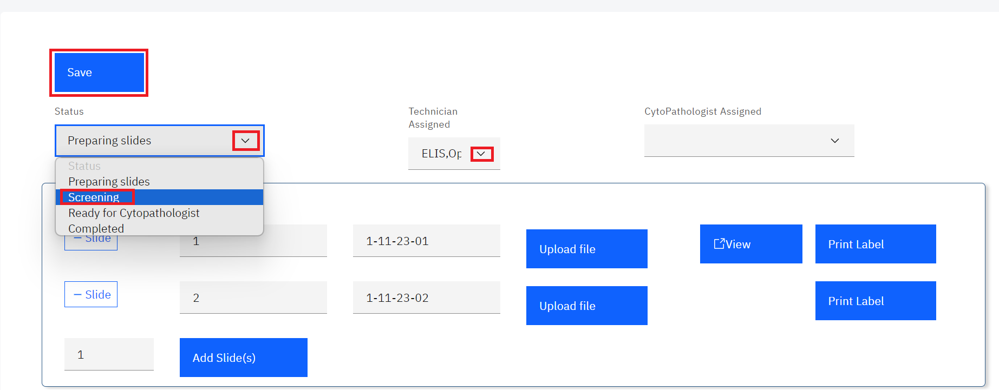 Save
Status
Technician
Assigned
CytoPathologist Assigned
Preparing slides
ELIS,Op
Status
Preparing slides
Screening
Ready for Cytopathologist
Completed
– Slide
1
1-11-23-01
Upload file
View
Print Label
– Slide
2
1-11-23-02
Upload file
Print Label
1
Add Slide(s)